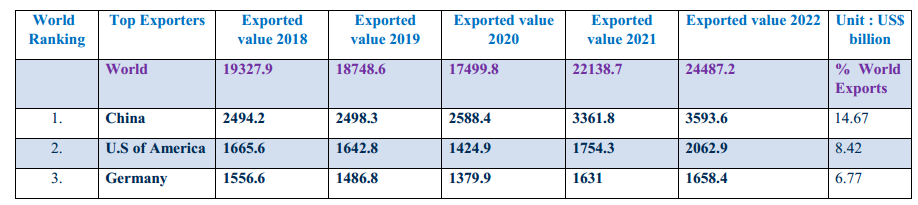 World Ranking Top Exporters Exported value 2018 Exported value 2019 Exported value 2020 Exported value 2021 Exported value 2022 Unit : US$ billion
World 19327.9 18748.6 17499.8 22138.7 24487.2 % World Exports
1. China 2494.2 2498.3 2588.4 3361.8 3593.6 14.67
2. U.S of America 1665.6 1642.8 1424.9 1754.3 2062.9 8.42
3. Germany 1556.6 1486.8 1379.9 1631 1658.4 6.77